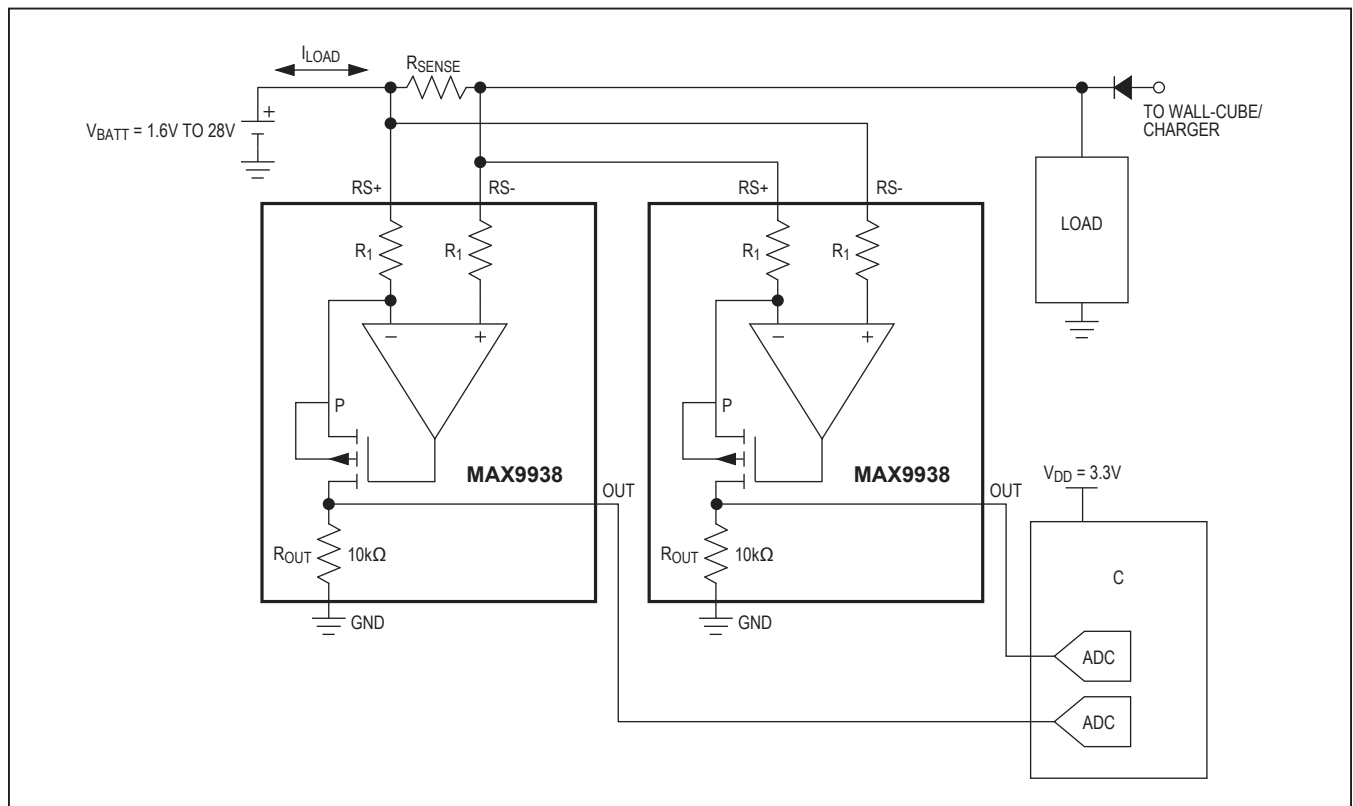 ILOAD
RSENSE
+
VBATT = 1.6V TO 28V
TO WALL-CUBE/
CHARGER
RS+
RS-
RS+
RS-
LOAD
R1
R1
R1
R1
− +
− +
P
P
MAX9938
MAX9938
VDD = 3.3V
OUT
OUT
ROUT 10kΩ
ROUT 10kΩ
C
GND
GND
ADC
ADC